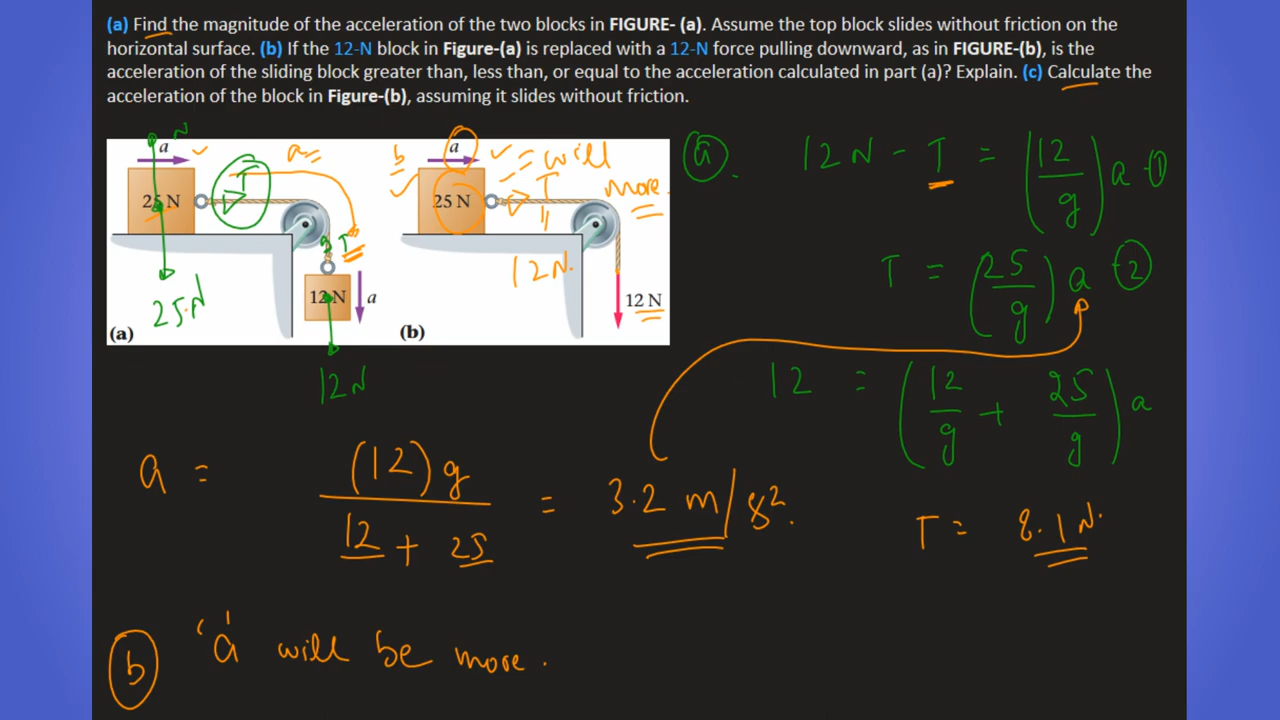 (a) Find the magnitude of the acceleration of the two blocks in FIGURE- (a). Assume the top block slides without friction on the
horizontal surface. (b) If the 12-N block in Figure-(a) is replaced with a 12-N force pulling downward, as in FIGURE-(b), is the
acceleration of the sliding block greater than, less than, or equal to the acceleration calculated in part (a)? Explain. (c) Calculate the
acceleration of the block in Figure-(b), assuming it slides without friction.
N
a
25 N
T
a =
T
12 N
a
25 N
12 N
(a)
b
a
= will
more
25 N
T
=
12 N.
12 N
(b)
(a) 12 N - T = (12/g) a -(1)
T = (25/g) a -(2)
12 = (12/g + 25/g) a
a = (12) g / 12 + 25 = 3.2 m/s².
T = 8.1 N.
(b) 'a' will be more.